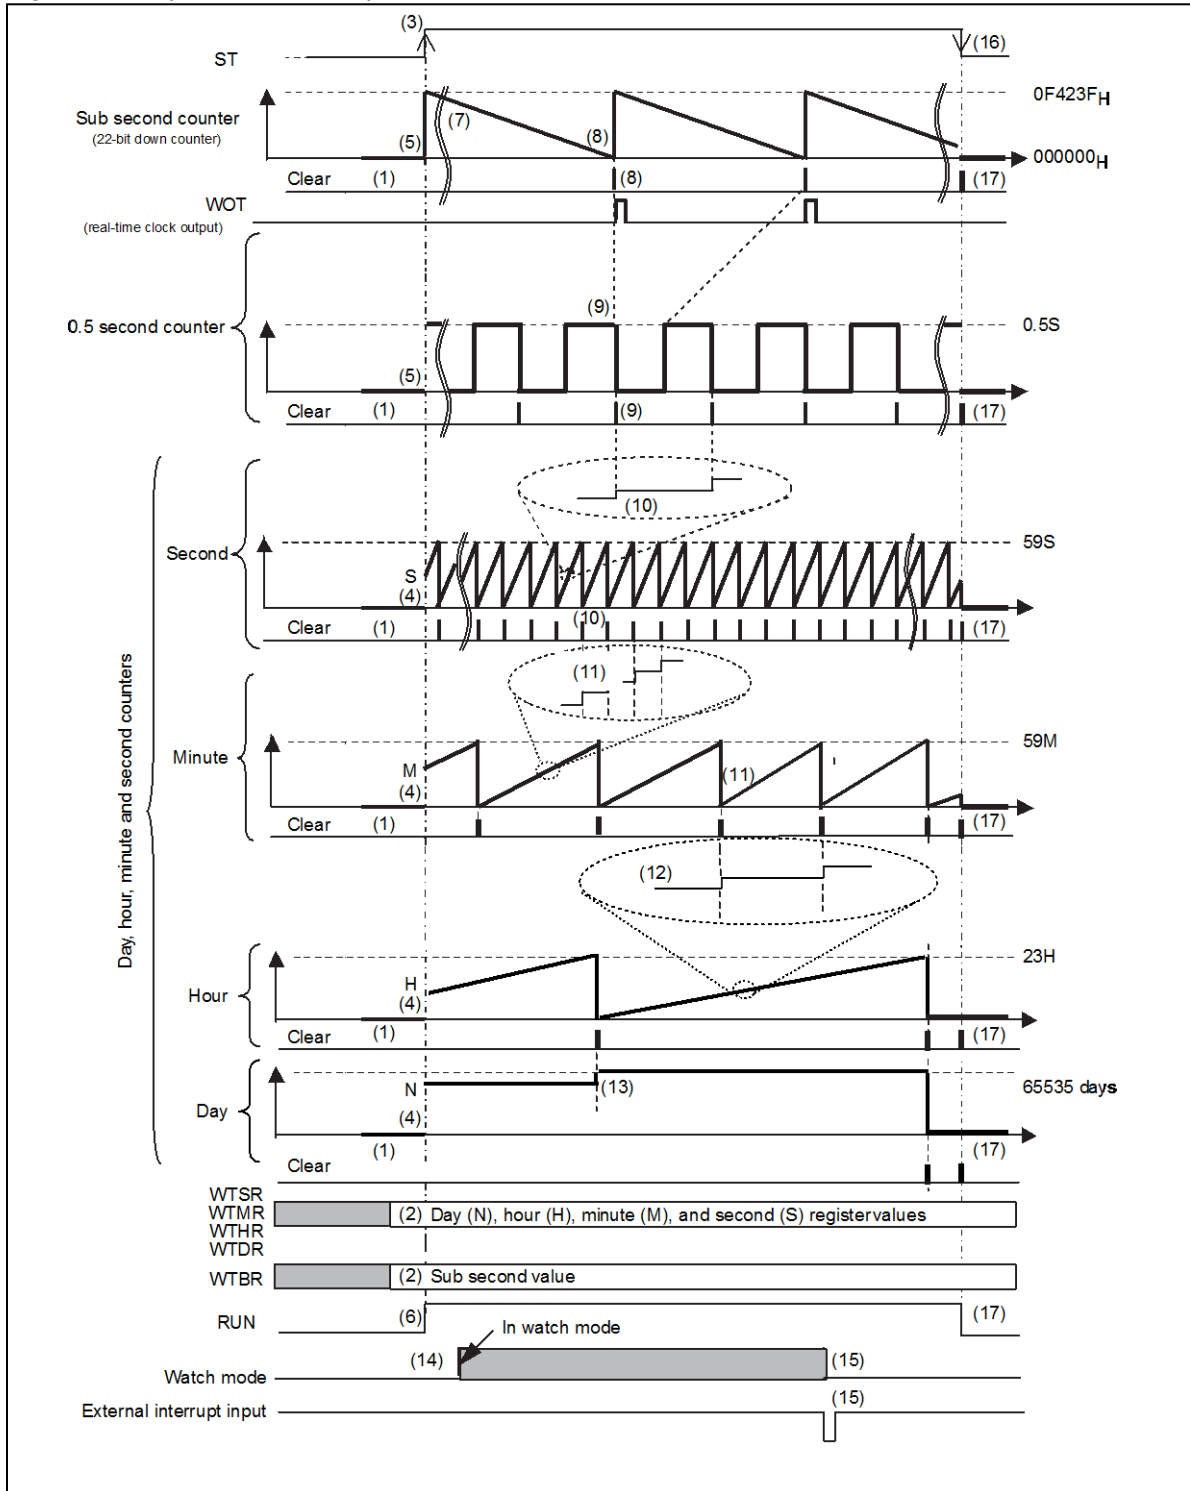 (3)
(16)
ST
0F423FH
Sub second counter
(22-bit down counter)
(7)
(5)
(8)
000000H
Clear
(1)
(8)
(17)
WOT
(real-time clock output)
(9)
0.5 second counter
0.5S
(5)
Clear
(1)
(9)
(17)
(10)
Second
59S
S
(4)
Clear
(1)
(10)
(17)
(11)
Day, hour, minute and second counters
Minute
59M
M
(4)
(11)
Clear
(1)
(17)
(12)
23H
H
Hour
(4)
(1)
Clear
(17)
N
(13)
65535 days
Day
(4)
(1)
(17)
Clear
WTSR
WTMR
WTHR
WTDR
(2) Day (N), hour (H), minute (M), and second (S) register values
WTBR
(2) Sub second value
RUN
(6)
(17)
In watch mode
(14)
(15)
Watch mode
External interrupt input
(15)